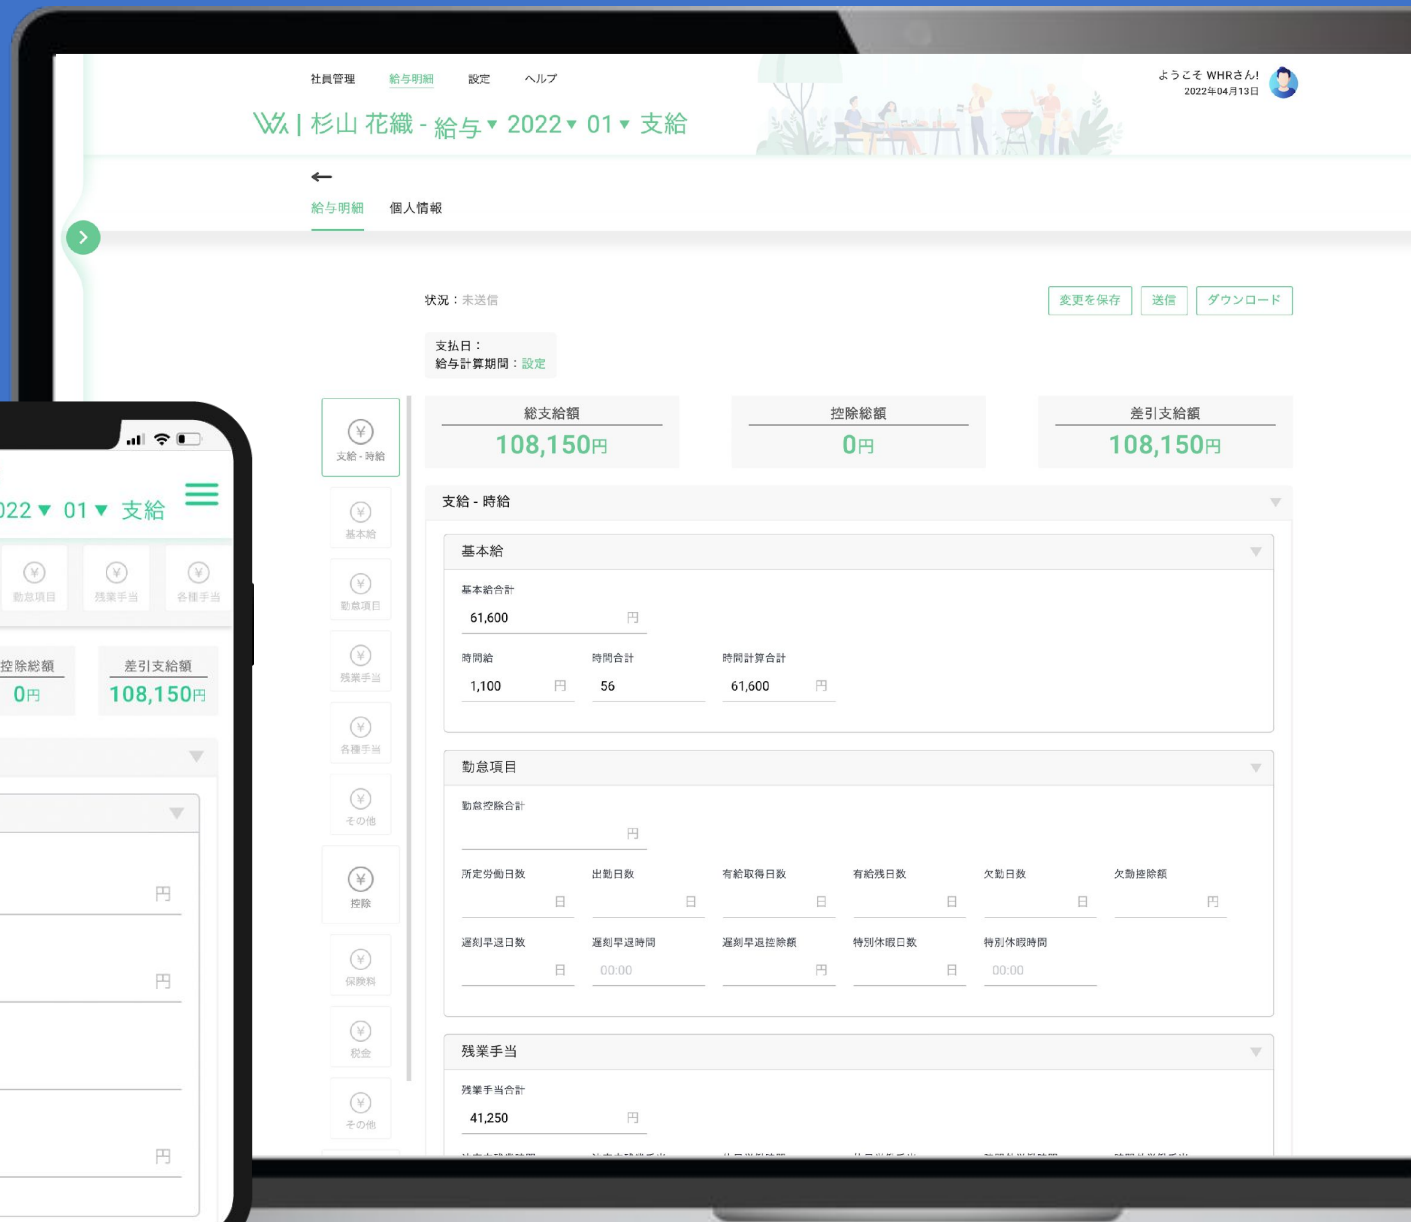 社員管理 給与明細 設定 ヘルプ
ようこそ WHRさん!
2022年04月13日
杉山 花織 - 給与▼ 2022▼ 01▼ 支給
←
給与明細 個人情報
状況：未送信
変更を保存 送信 ダウンロード
支払日：
給与計算期間：設定
支給 - 時給
基本給
勤怠項目
残業手当
各種手当
その他
控除
保険料
税金
その他
総支給額
108,150円
控除総額
0円
差引支給額
108,150円
支給 - 時給
基本給
基本給合計
61,600 円
時間給 時間合計 時間計算合計
1,100 円 56 61,600 円
勤怠項目
勤怠控除合計
円
所定労働日数 出勤日数 有給取得日数 有給残日数 欠勤日数 欠勤控除額
日 日 日 日 日 円
遅刻早退日数 遅刻早退時間 遅刻早退控除額 特別休暇日数 特別休暇時間
日 00:00 円 日 00:00
残業手当
残業手当合計
41,250 円
022▼ 01▼ 支給
勤怠項目 残業手当 各種手当
控除総額 差引支給額
0円 108,150円
円
円
円